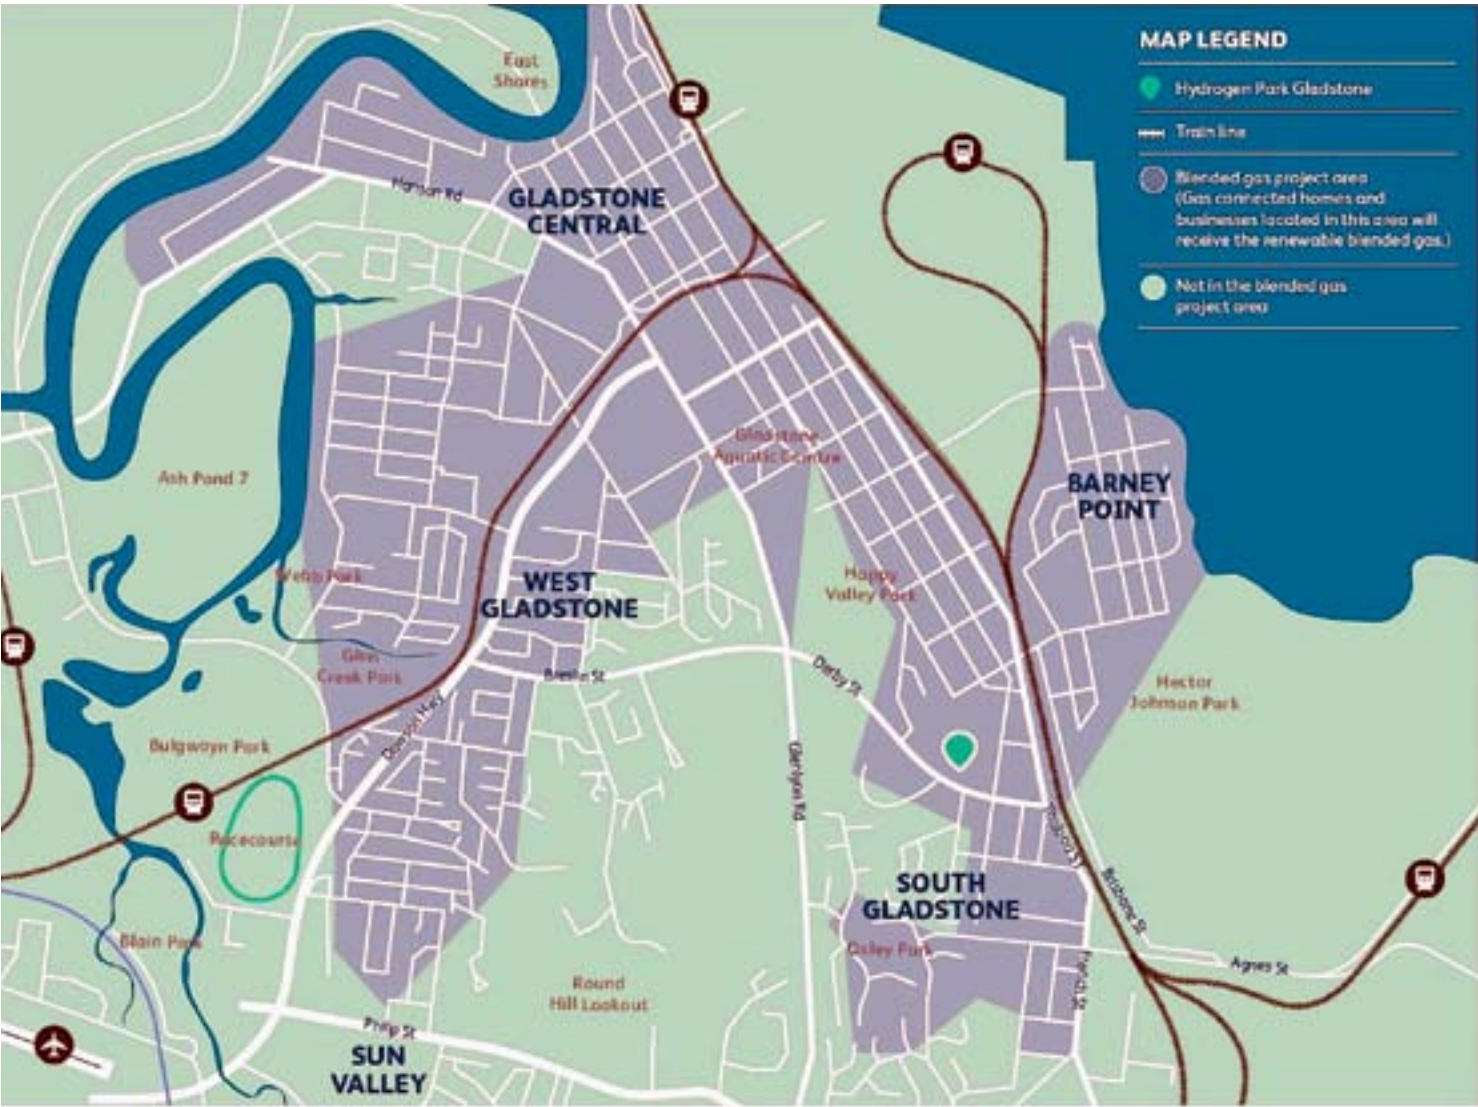 MAP LEGEND
Hydrogen Park Gladstone
Train line
Blended gas project area
(Gas connected homes and
businesses located in this area will
receive the renewable blended gas.)
Not in the blended gas
project area
East
Shores
Hanson Rd
GLADSTONE
CENTRAL
Gladstone
Aquatic Centre
Ash Pond 7
BARNEY
POINT
Webb Park
WEST
GLADSTONE
Happy
Valley Park
Glen
Creek Park
Breslin St
Derby St
Hector
Johnson Park
Dawson Hwy
Bulgwoyn Park
Glenlyon Rd
Racecourse
Toolooa St
Brisbane St
SOUTH
GLADSTONE
Blain Park
Oxley Park
Agnes St
French St
Round
Hill Lookout
Philip St
SUN
VALLEY